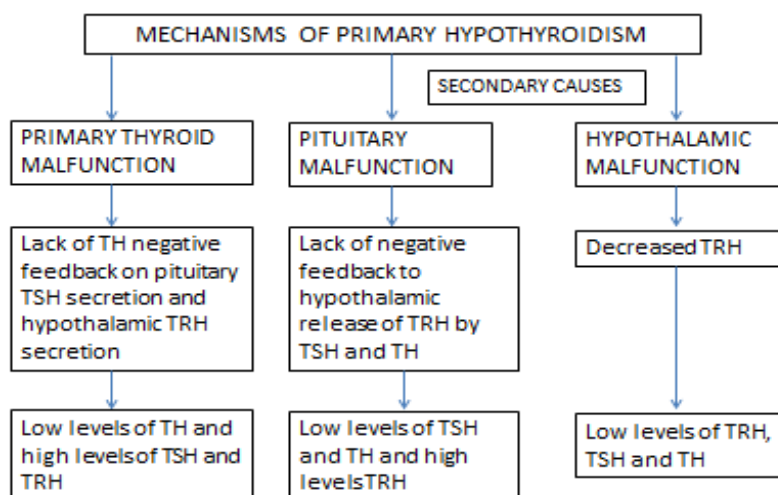 MECHANISMS OF PRIMARY HYPOTHYROIDISM
SECONDARY CAUSES
PRIMARY THYROID
MALFUNCTION
PITUITARY
MALFUNCTION
HYPOTHALAMIC
MALFUNCTION
Lack of TH negative
feedback on pituitary
TSH secretion and
hypothalamic TRH
secretion
Lack of negative
feedback to
hypothalamic
release of TRH by
TSH and TH
Decreased TRH
Low levels of TH and
high levels of TSH and
TRH
Low levels of TSH
and TH and high
levelsTRH
Low levels of TRH,
TSH and TH